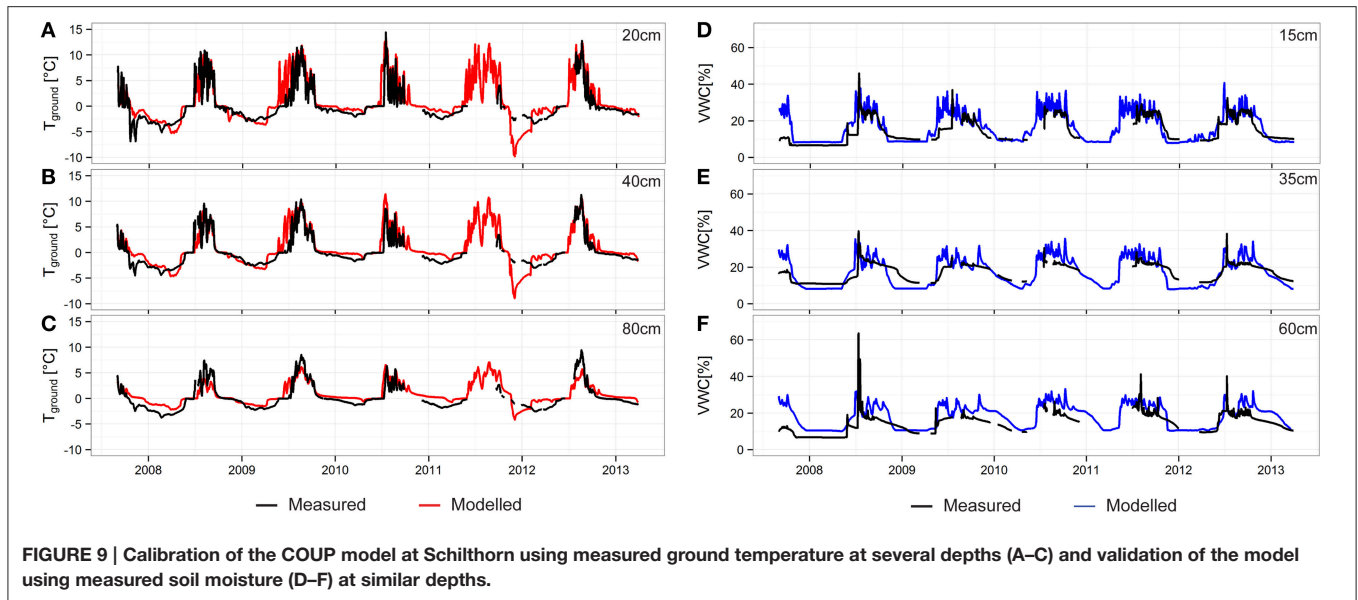 A
20cm
15
10
5
0
-5
-10
T_ground [°C]
B
40cm
15
10
5
0
-5
-10
T_ground [°C]
C
80cm
15
10
5
0
-5
-10
T_ground [°C]
2008 2009 2010 2011 2012 2013
Measured Modelled
D
15cm
60
40
20
0
VWC[%]
E
35cm
60
40
20
0
VWC[%]
F
60cm
60
40
20
0
VWC[%]
2008 2009 2010 2011 2012 2013
Measured Modelled
FIGURE 9 | Calibration of the COUP model at Schilthorn using measured ground temperature at several depths (A–C) and validation of the model
using measured soil moisture (D–F) at similar depths.